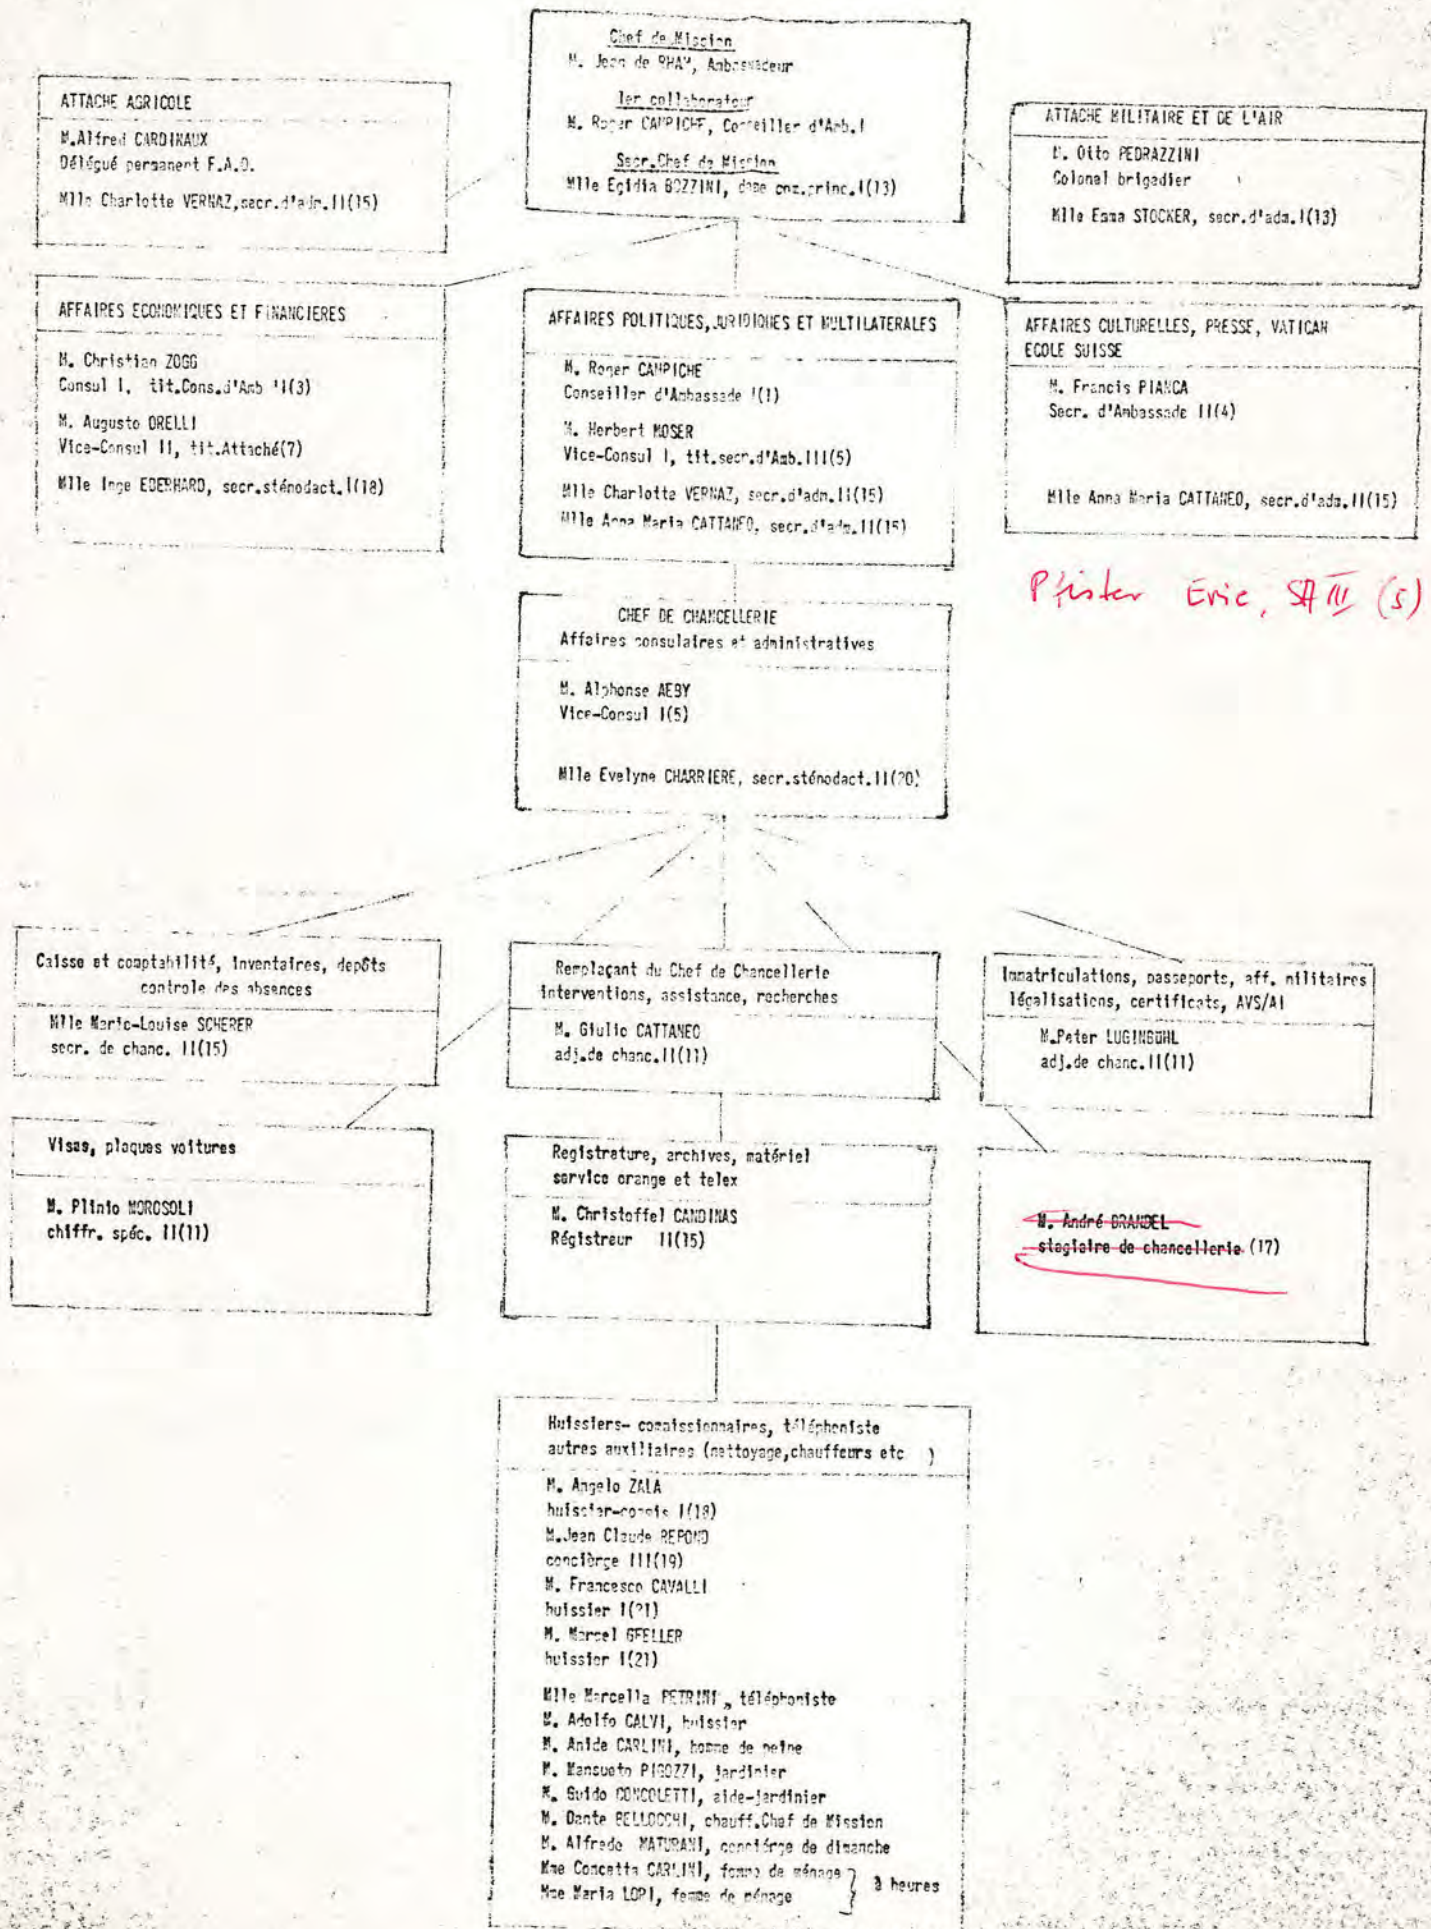 Chef de Mission
M. Jean de RHAM, Ambassadeur
1er collaborateur
M. Roger CAMPICHE, Conseiller d'Amb.I
Secr.Chef de Mission
Mlle Egidia BOZZINI, dame com.princ.I(13)
ATTACHE AGRICOLE
M.Alfred CARDINAUX
Délégué permanent F.A.O.
Mlle Charlotte VERNAZ,secr.d'adm.II(15)
ATTACHE MILITAIRE ET DE L'AIR
M. Otto PEDRAZZINI
Colonel brigadier
Mlle Emma STOCKER, secr.d'adm.I(13)
AFFAIRES ECONOMIQUES ET FINANCIERES
M. Christian ZOGG
Consul I, tit.Cons.d'Amb II(3)
M. Augusto ORELLI
Vice-Consul II, tit.Attaché(7)
Mlle Inge EBERHARD, secr.sténodact.I(18)
AFFAIRES POLITIQUES,JURIDIQUES ET MULTILATERALES
M. Roger CAMPICHE
Conseiller d'Ambassade I(1)
M. Herbert MOSER
Vice-Consul I, tit.secr.d'Amb.III(5)
Mlle Charlotte VERNAZ, secr.d'adm.II(15)
Mlle Anna Maria CATTANEO, secr.d'adm.II(15)
AFFAIRES CULTURELLES, PRESSE, VATICAN
ECOLE SUISSE
M. Francis PIANCA
Secr. d'Ambassade II(4)
Mlle Anna Maria CATTANEO, secr.d'adm.II(15)
Pfister Eric, SA III (5)
CHEF DE CHANCELLERIE
Affaires consulaires et administratives
M. Alphonse AEBY
Vice-Consul I(5)
Mlle Evelyne CHARRIERE, secr.sténodact.II(20)
Caisse et comptabilité, inventaires, depôts
controle des absences
Mlle Marie-Louise SCHERER
secr. de chanc. II(15)
Remplaçant du Chef de Chancellerie
interventions, assistance, recherches
M. Giulio CATTANEO
adj.de chanc.II(11)
Immatriculations, passeports, aff. militaires
légalisations, certificats, AVS/AI
M.Peter LUGINBÜHL
adj.de chanc.II(11)
Visas, plaques voitures
M. Plinio MOROSOLI
chiffr. spéc. II(11)
Registrature, archives, matériel
service orange et telex
M. Christoffel CANDINAS
Régistreur II(15)
M. André BRANDEL
stagiaire de chancellerie (17)
Huissiers- commissionnaires, téléphoniste
autres auxiliaires (nettoyage,chauffeurs etc )
M. Angelo ZALA
huissier-commis I(18)
M.Jean Claude REPOND
concièrge III(19)
M. Francesco CAVALLI
huissier I(21)
M. Marcel GFELLER
huissier I(21)
Mlle Marcella PETRINI, téléphoniste
M. Adolfo CALVI, huissier
M. Anide CARLINI, homme de peine
M. Mansueto PIGOZZI, jardinier
M. Guido CONCOLETTI, aide-jardinier
M. Dante BELLOCCHI, chauff.Chef de Mission
M. Alfredo MATURANI, conciérge de dimanche
Mme Concetta CARLINI, femme de ménage
Mme Maria LOPI, femme de ménage
à heures